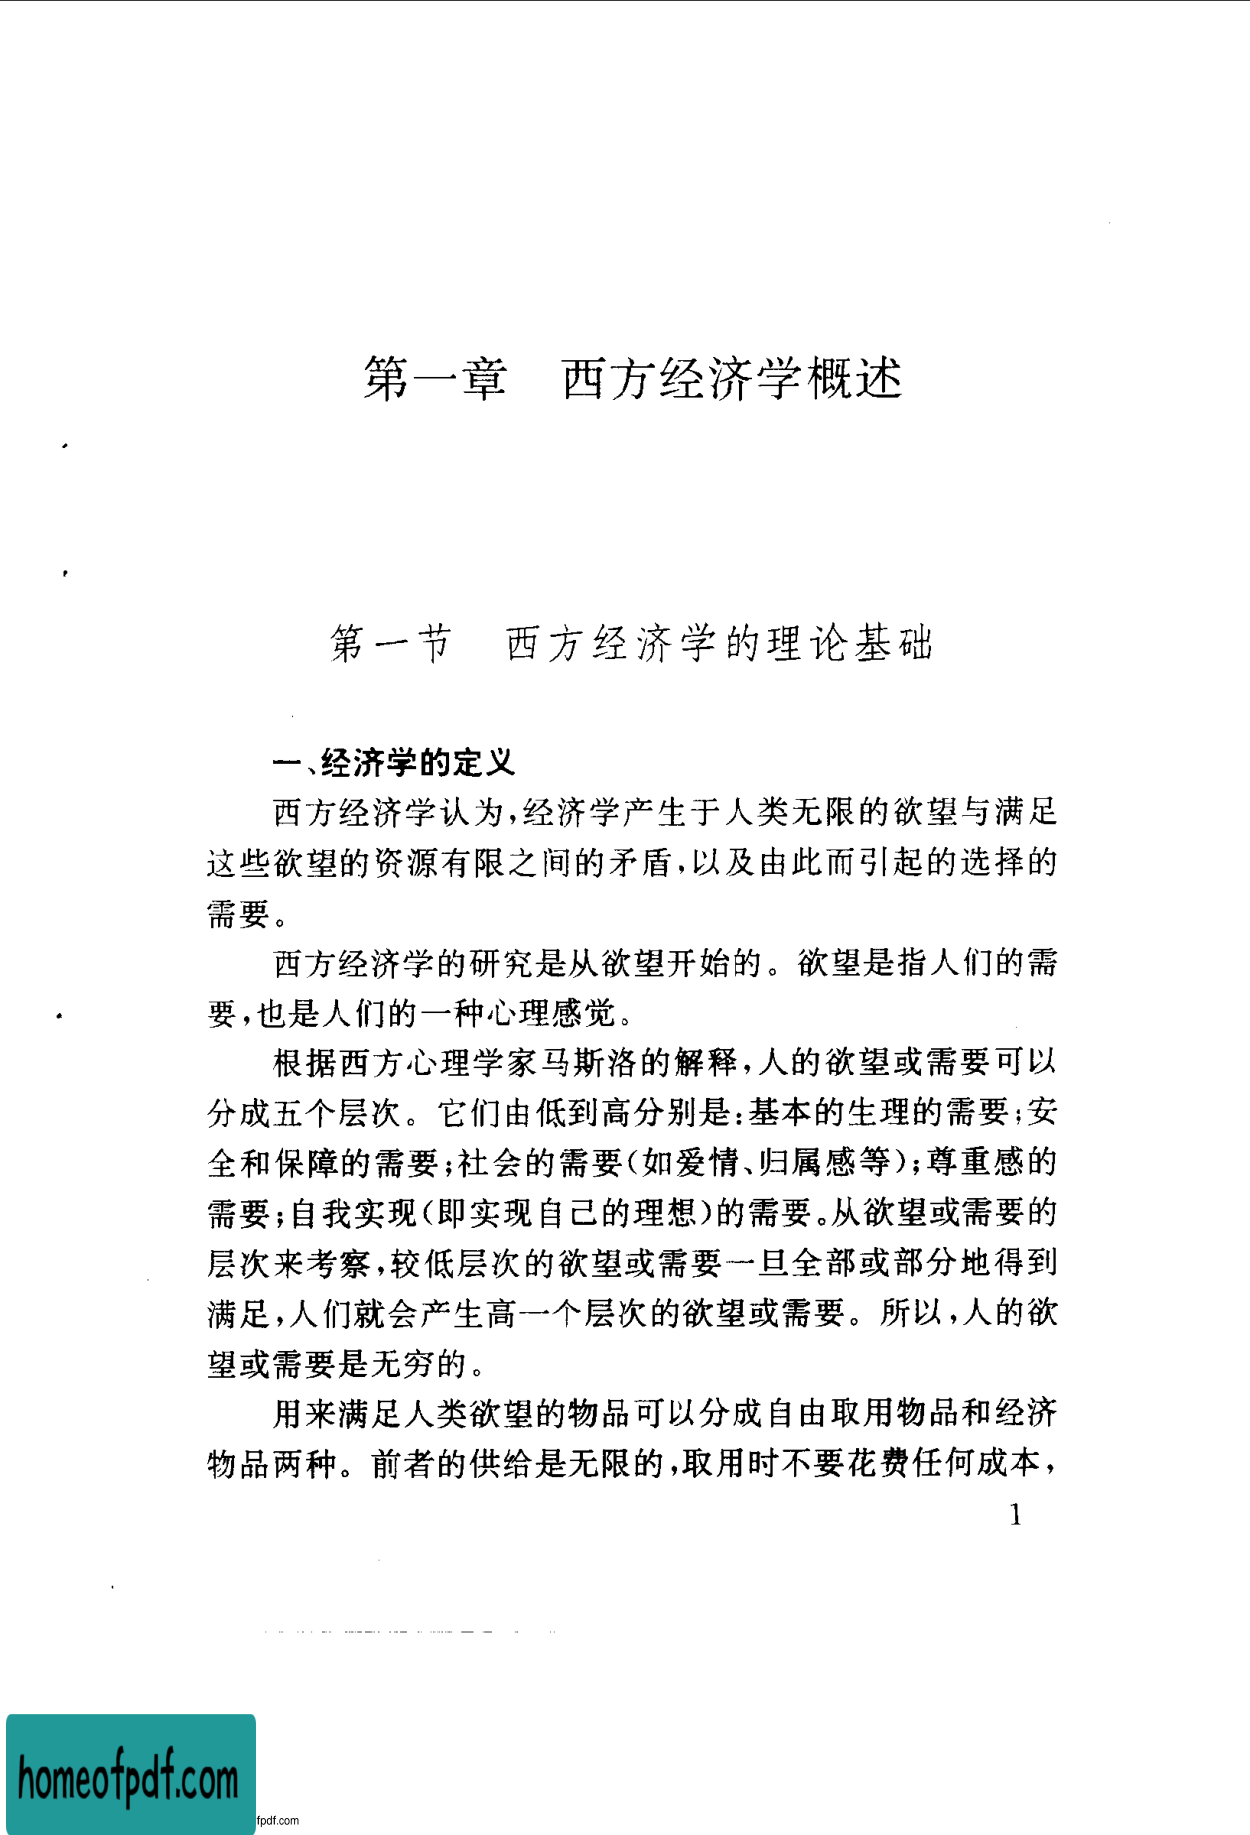 第一章　西方经济学概述
第一节　西方经济学的理论基础
一、经济学的定义
西方经济学认为，经济学产生于人类无限的欲望与满足
这些欲望的资源有限之间的矛盾，以及由此而引起的选择的
需要。
西方经济学的研究是从欲望开始的。欲望是指人们的需
要，也是人们的一种心理感觉。
根据西方心理学家马斯洛的解释，人的欲望或需要可以
分成五个层次。它们由低到高分别是：基本的生理的需要；安
全和保障的需要；社会的需要（如爱情、归属感等）；尊重感的
需要；自我实现（即实现自己的理想）的需要。从欲望或需要的
层次来考察，较低层次的欲望或需要一旦全部或部分地得到
满足，人们就会产生高一个层次的欲望或需要。所以，人的欲
望或需要是无穷的。
用来满足人类欲望的物品可以分成自由取用物品和经济
物品两种。前者的供给是无限的，取用时不要花费任何成本，
1
homeofpdf.com
fpdf.com